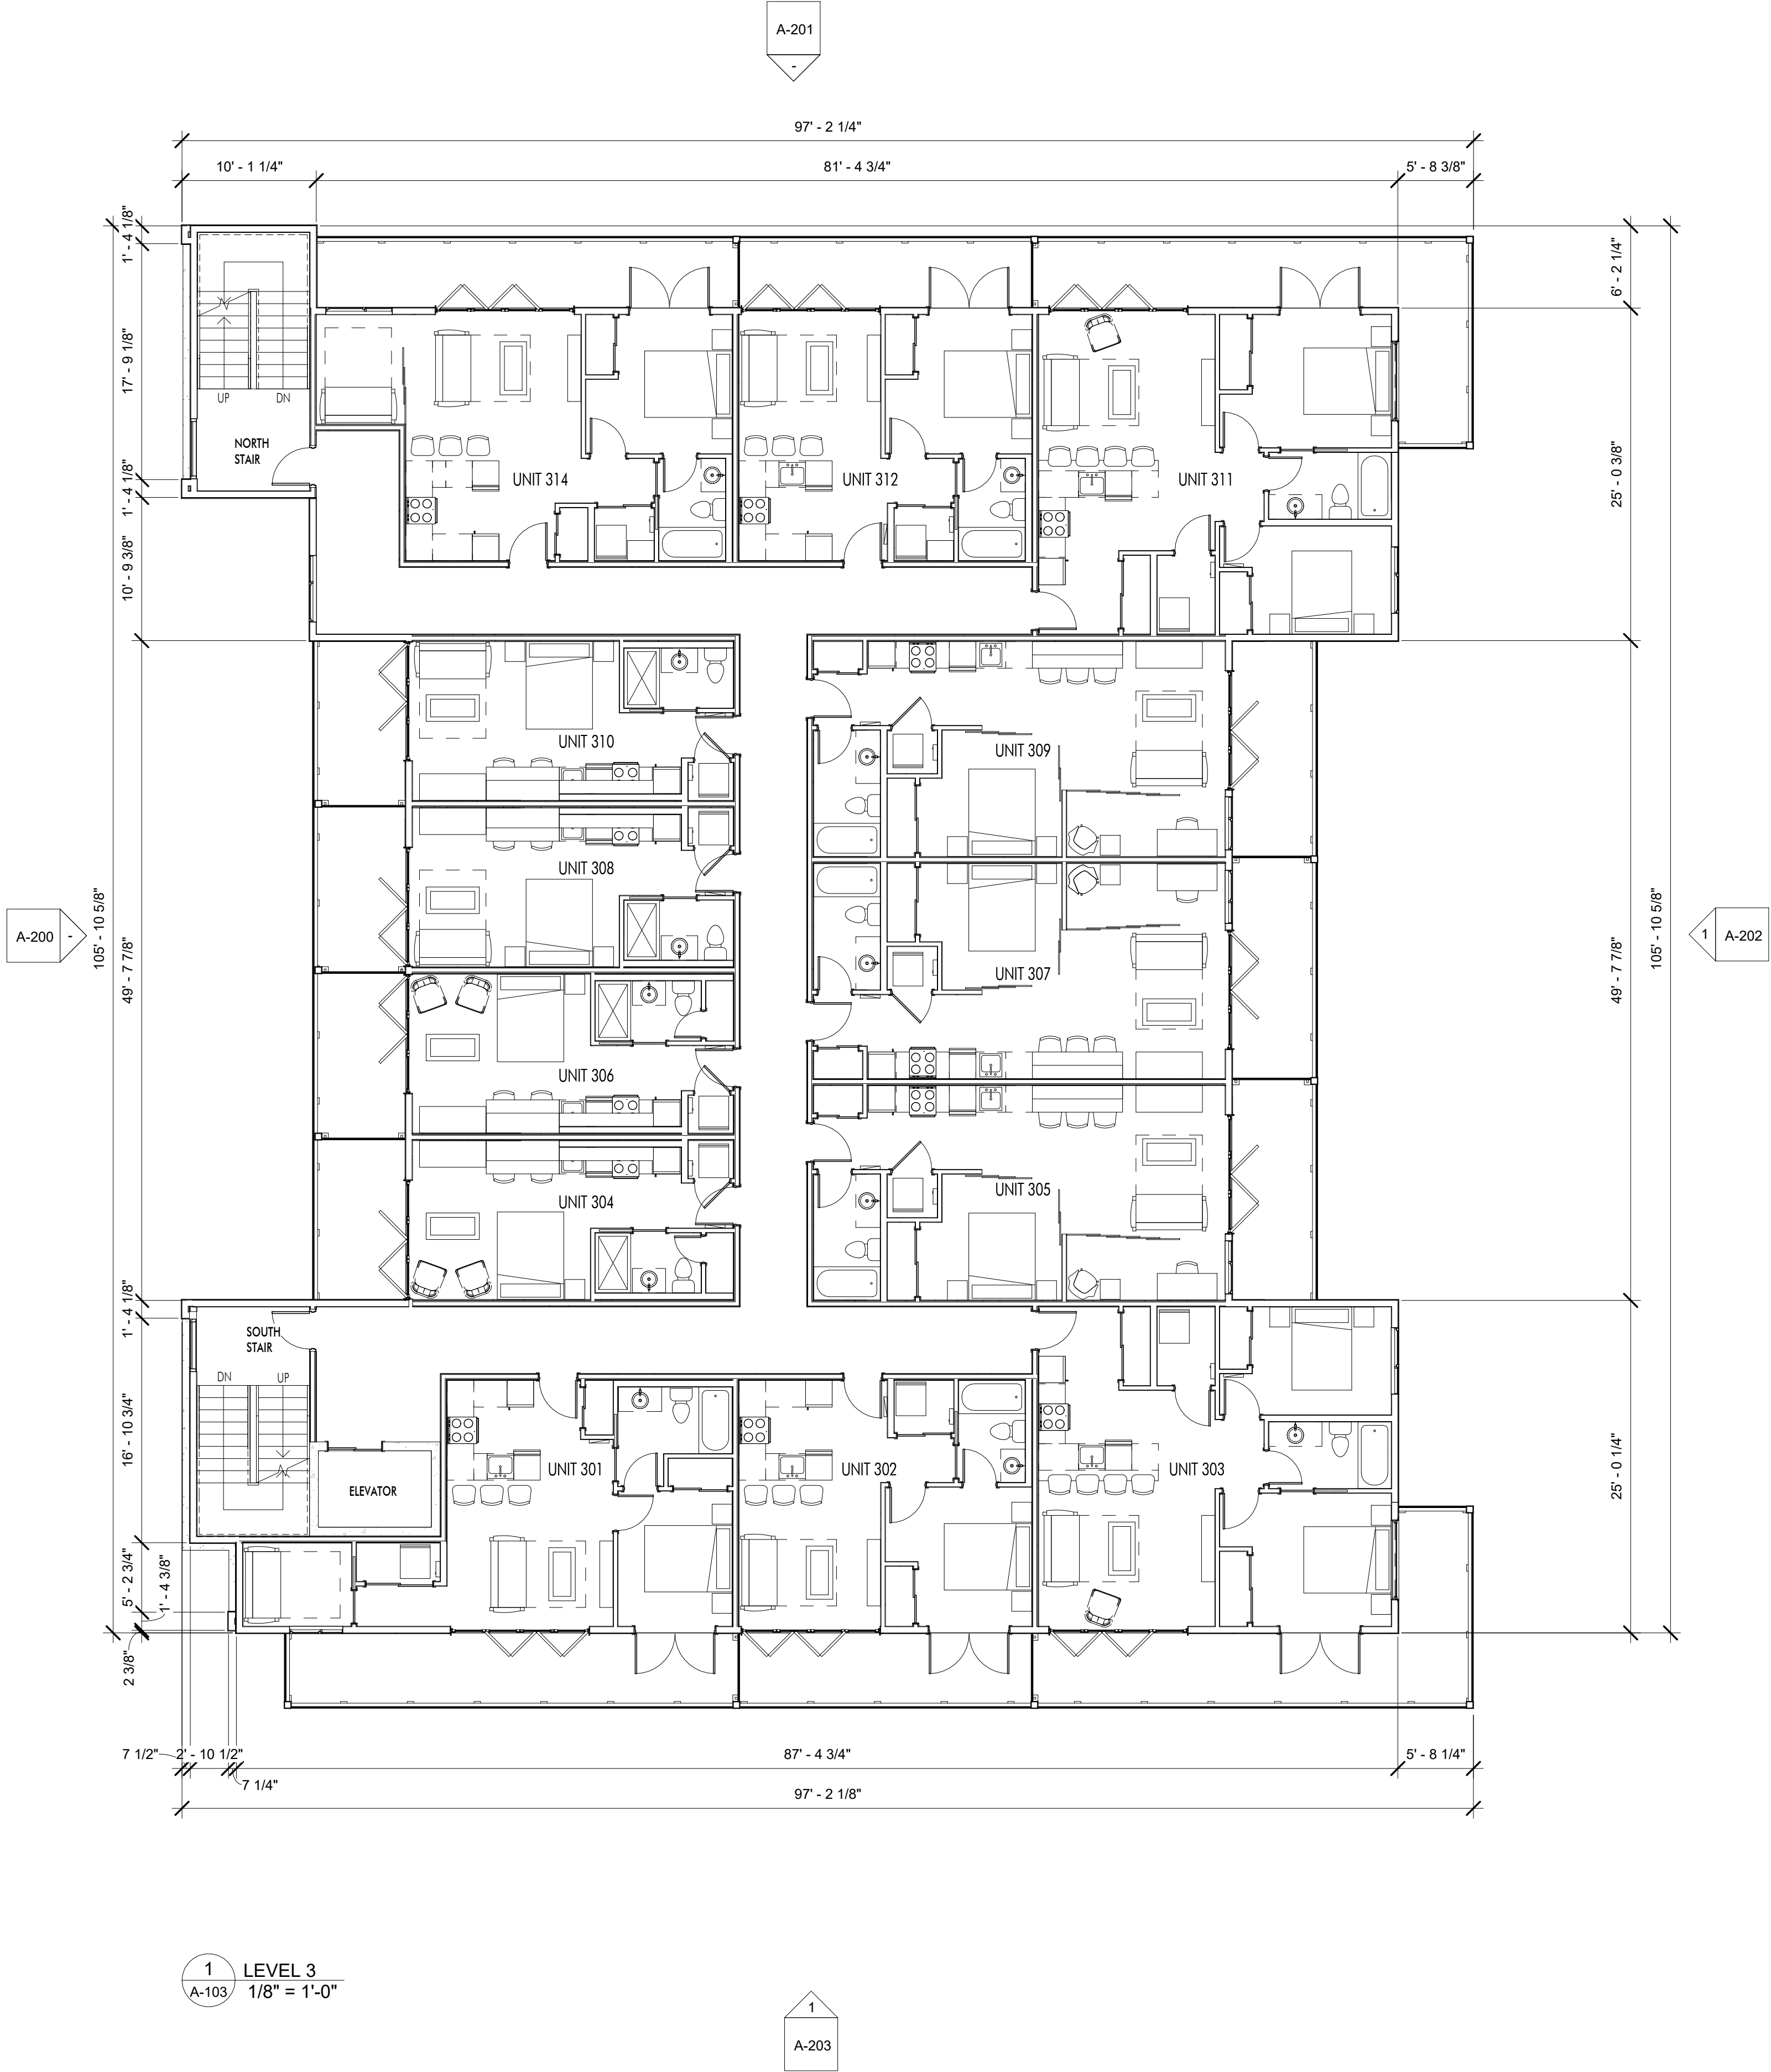 A-201
-
97' - 2 1/4"
10' - 1 1/4"
81' - 4 3/4"
5' - 8 3/8"
1' - 4 1/8"
17' - 9 1/8"
1' - 4 1/8"
10' - 9 3/8"
105' - 10 5/8"
49' - 7 7/8"
1' - 4 1/8"
16' - 10 3/4"
5' - 2 3/4"
1' - 4 3/8"
2 3/8"
6' - 2 1/4"
25' - 0 3/8"
49' - 7 7/8"
105' - 10 5/8"
25' - 0 1/4"
UP
DN
NORTH
STAIR
UNIT 314
UNIT 312
UNIT 311
UNIT 310
UNIT 309
UNIT 308
A-200
-
1
A-202
UNIT 307
UNIT 306
UNIT 305
UNIT 304
SOUTH
STAIR
DN
UP
ELEVATOR
UNIT 301
UNIT 302
UNIT 303
7 1/2"
2' - 10 1/2"
7 1/4"
87' - 4 3/4"
5' - 8 1/4"
97' - 2 1/8"
1
A-103
LEVEL 3
1/8" = 1'-0"
1
A-203